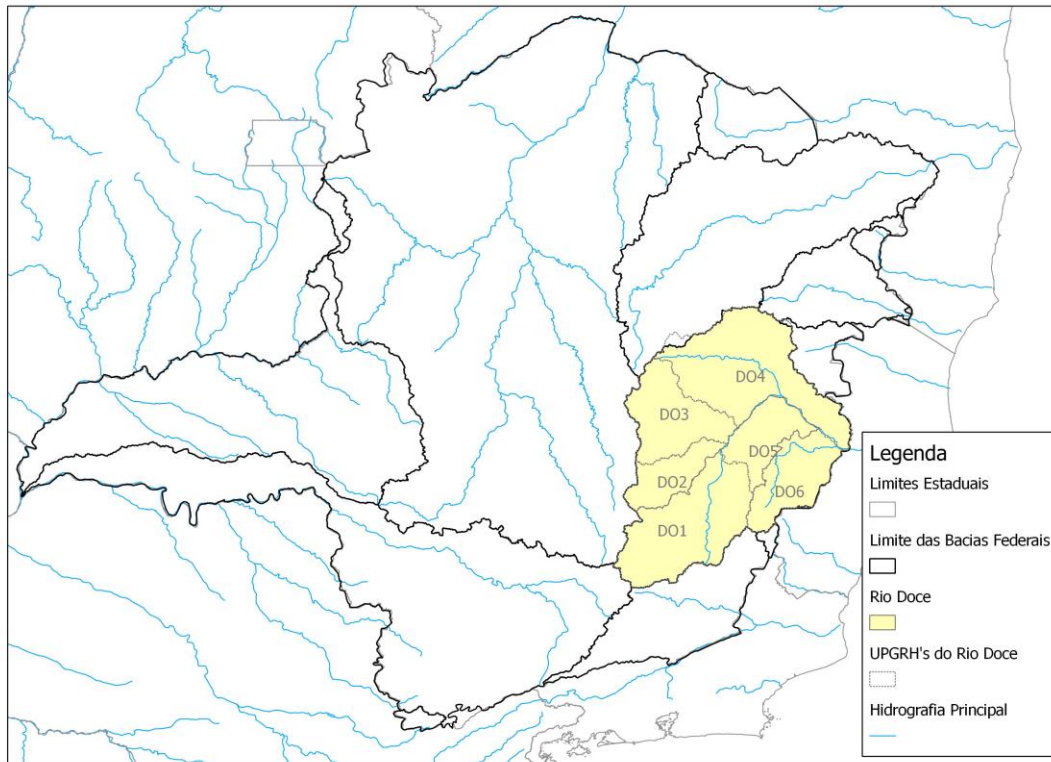 DO4
DO3
DO5
DO2
DO6
DO1
Legenda
Limites Estaduais
Limite das Bacias Federais
Rio Doce
UPGRH's do Rio Doce
Hidrografia Principal